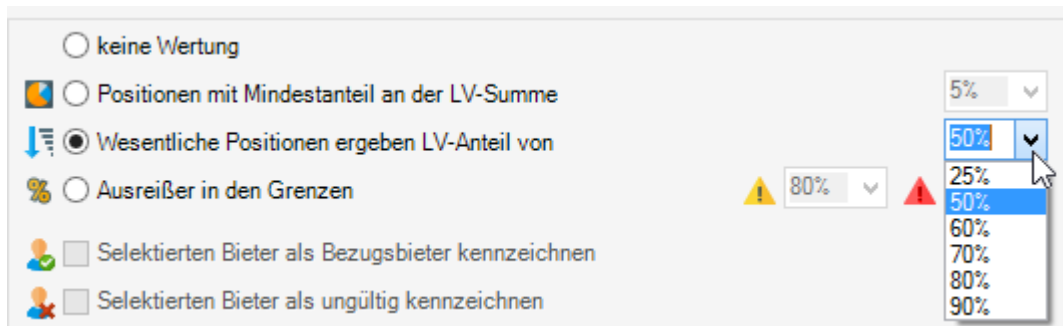 keine Wertung
Positionen mit Mindestanteil an der LV-Summe 5%
Wesentliche Positionen ergeben LV-Anteil von 50%
25%
Ausreißer in den Grenzen 80%
50%
60%
Selektierten Bieter als Bezugsbieter kennzeichnen
70%
80%
Selektierten Bieter als ungültig kennzeichnen
90%